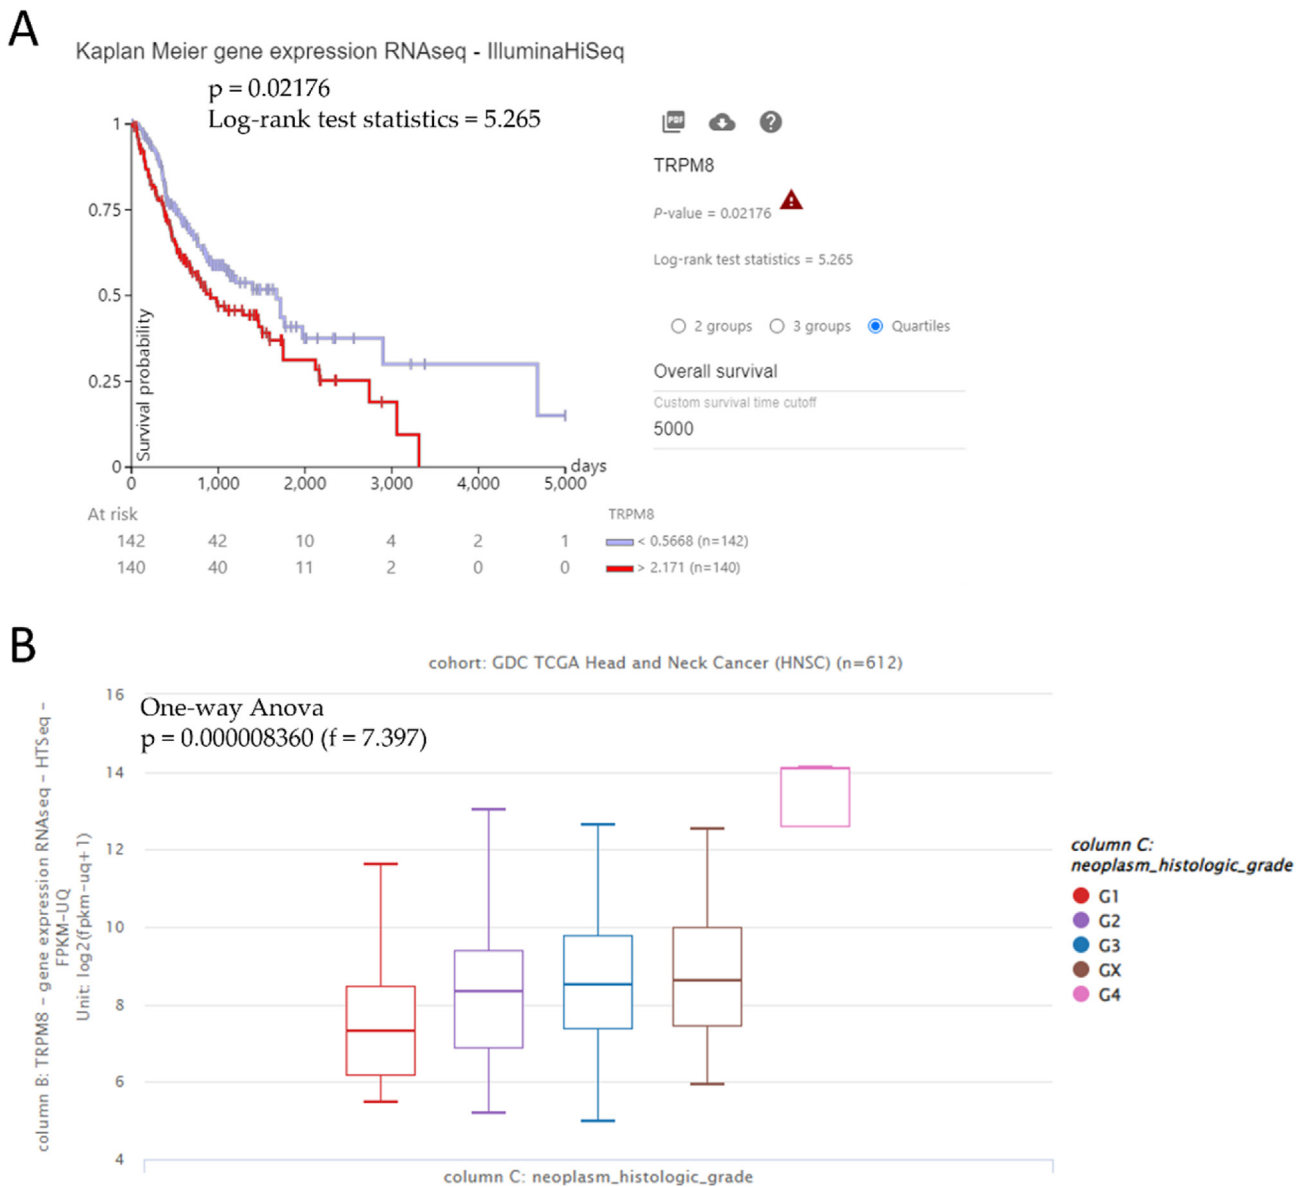 A
Kaplan Meier gene expression RNAseq - IlluminaHiSeq
p = 0.02176
Log-rank test statistics = 5.265
1
0.75
0.5
0.25
0
Survival probability
0 1,000 2,000 3,000 4,000 5,000
days
PDF
?
TRPM8
P-value = 0.02176
Log-rank test statistics = 5.265
2 groups 3 groups Quartiles
Overall survival
Custom survival time cutoff
5000
At risk
TRPM8
142 42 10 4 2 1 < 0.5668 (n=142)
140 40 11 2 0 0 > 2.171 (n=140)
B
cohort: GDC TCGA Head and Neck Cancer (HNSC) (n=612)
One-way Anova
p = 0.000008360 (f = 7.397)
16
14
12
10
8
6
4
column B: TRPM8 – gene expression RNAseq – HTSeq –
FPKM-UQ
Unit: log2(fpkm-uq+1)
column C: neoplasm_histologic_grade
column C:
neoplasm_histologic_grade
G1
G2
G3
GX
G4